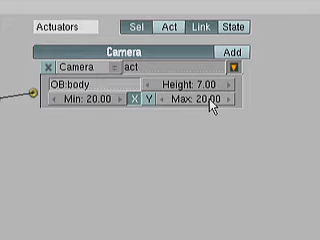 Actuators Sel Act Link State
Camera Add
Camera act
OB:body Height: 7.00
Min: 20.00 X Y Max: 20.00